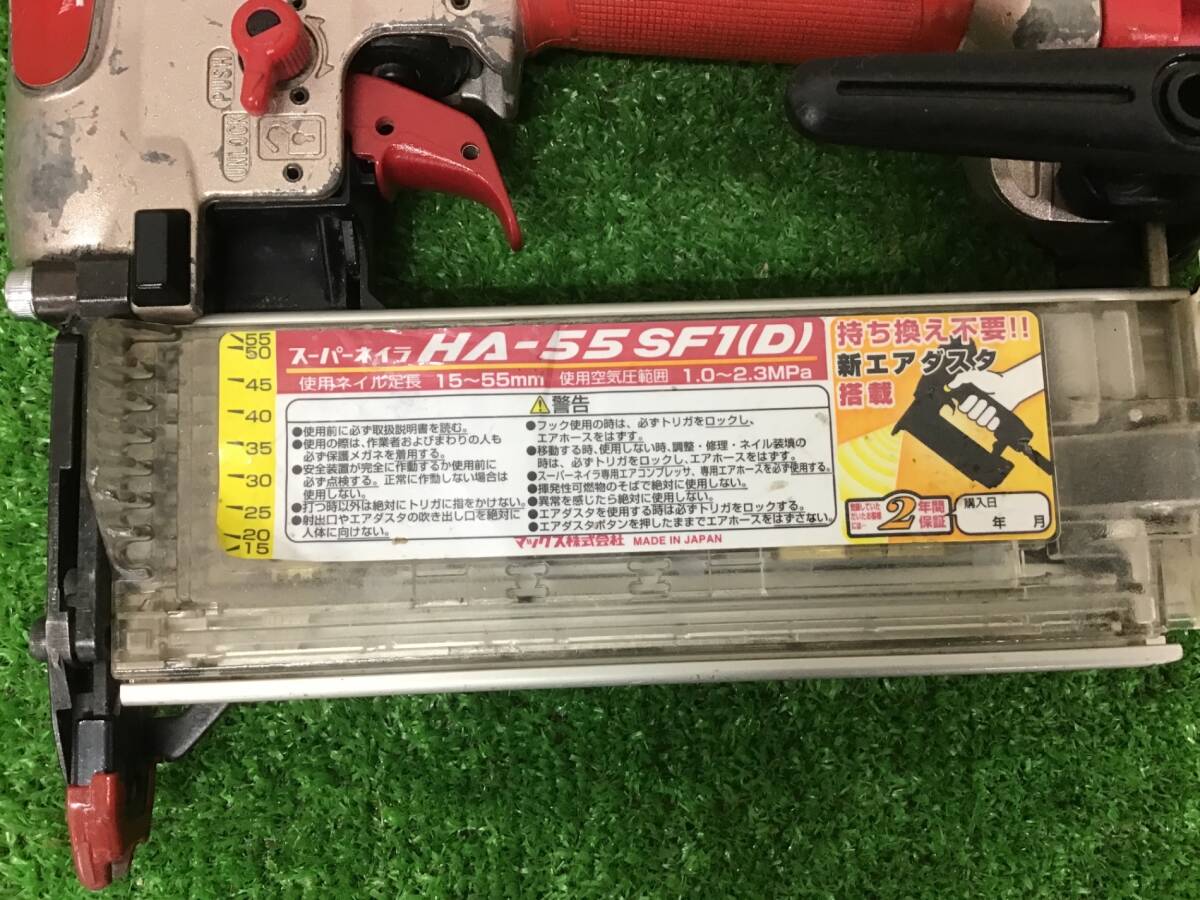 PUSH
UNLOCK
55
50
45
40
35
30
25
20
15
スーパーネイラ HA-55SF1(D)
使用ネイル足長 15〜55mm 使用空気圧範囲 1.0〜2.3MPa
警告
●使用前に必ず取扱説明書を読む。
●使用の際は、作業者およびまわりの人も
必ず保護メガネを着用する。
●安全装置が完全に作動するか使用前に
必ず点検する。正常に作動しない場合は
使用しない。
●打つ時以外は絶対にトリガに指をかけない。
●射出口やエアダスタの吹き出し口を絶対に
人体に向けない。
●フック使用の時は、必ずトリガをロックし、
エアホースをはずす。
●移動する時、使用しない時、調整・修理・ネイル装填の
時は、必ずトリガをロックし、エアホースをはずす。
●スーパーネイラ専用エアコンプレッサ、専用エアホースを必ず使用する。
●揮発性可燃物のそばで絶対に使用しない。
●異常を感じたら絶対に使用しない。
●エアダスタを使用する時は必ずトリガをロックする。
●エアダスタボタンを押したままでエアホースをはずさない。
マックス株式会社 MADE IN JAPAN
持ち換え不要!!
新エアダスタ
搭載
登録していた
だいたお客様
には…
2年間
保証
購入日
年 月